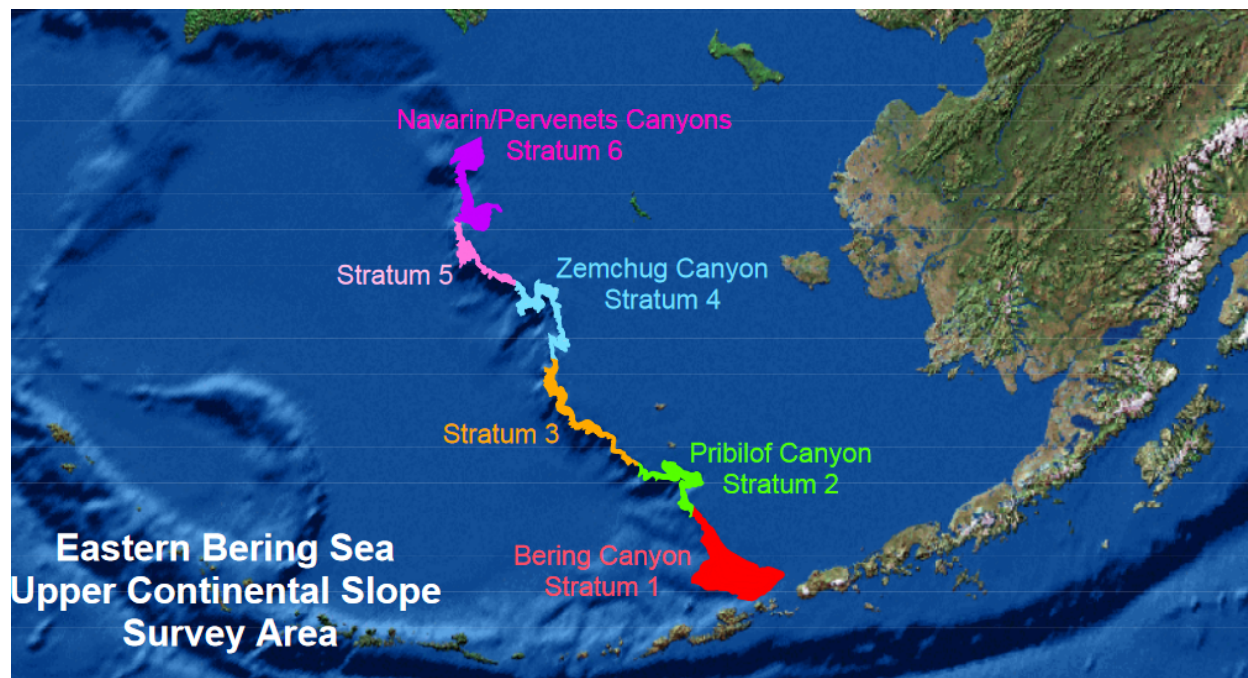 Navarin/Pervenets Canyons
Stratum 6
Stratum 5
Zemchug Canyon
Stratum 4
Stratum 3
Pribilof Canyon
Stratum 2
Bering Canyon
Stratum 1
Eastern Bering Sea
Upper Continental Slope
Survey Area